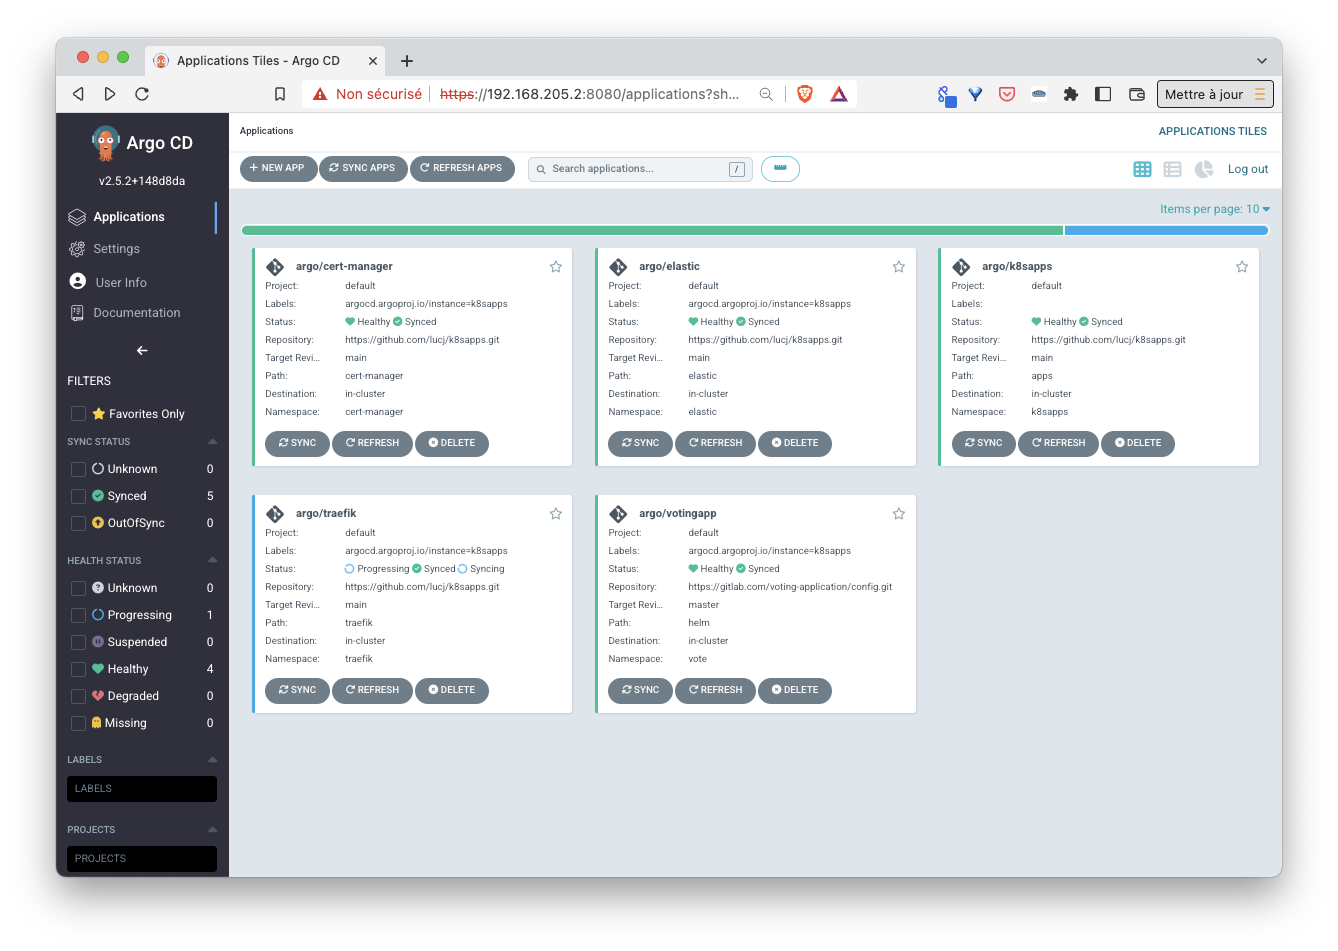 Applications Tiles - Argo CD
Non sécurisé https://192.168.205.2:8080/applications?sh...
Mettre à jour
Argo CD
v2.5.2+148d8da
Applications
Settings
User Info
Documentation
FILTERS
Favorites Only
SYNC STATUS
Unknown 0
Synced 5
OutOfSync 0
HEALTH STATUS
Unknown 0
Progressing 1
Suspended 0
Healthy 4
Degraded 0
Missing 0
LABELS
LABELS
PROJECTS
PROJECTS
Applications
APPLICATIONS TILES
+ NEW APP SYNC APPS REFRESH APPS Search applications... / Log out
Items per page: 10
argo/cert-manager
Project: default
Labels: argocd.argoproj.io/instance=k8sapps
Status: Healthy Synced
Repository: https://github.com/lucj/k8sapps.git
Target Revi... main
Path: cert-manager
Destination: in-cluster
Namespace: cert-manager
SYNC REFRESH DELETE
argo/elastic
Project: default
Labels: argocd.argoproj.io/instance=k8sapps
Status: Healthy Synced
Repository: https://github.com/lucj/k8sapps.git
Target Revi... main
Path: elastic
Destination: in-cluster
Namespace: elastic
SYNC REFRESH DELETE
argo/k8sapps
Project: default
Labels:
Status: Healthy Synced
Repository: https://github.com/lucj/k8sapps.git
Target Revi... main
Path: apps
Destination: in-cluster
Namespace: k8sapps
SYNC REFRESH DELETE
argo/traefik
Project: default
Labels: argocd.argoproj.io/instance=k8sapps
Status: Progressing Synced Syncing
Repository: https://github.com/lucj/k8sapps.git
Target Revi... main
Path: traefik
Destination: in-cluster
Namespace: traefik
SYNC REFRESH DELETE
argo/votingapp
Project: default
Labels: argocd.argoproj.io/instance=k8sapps
Status: Healthy Synced
Repository: https://gitlab.com/voting-application/config.git
Target Revi... master
Path: helm
Destination: in-cluster
Namespace: vote
SYNC REFRESH DELETE